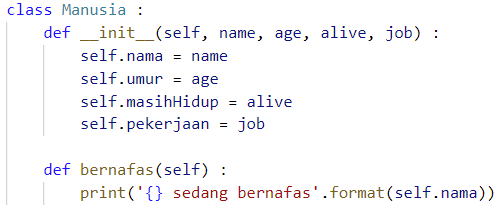 class Manusia :
    def __init__(self, name, age, alive, job) :
        self.nama = name
        self.umur = age
        self.masihHidup = alive
        self.pekerjaan = job

    def bernafas(self) :
        print('{} sedang bernafas'.format(self.nama))